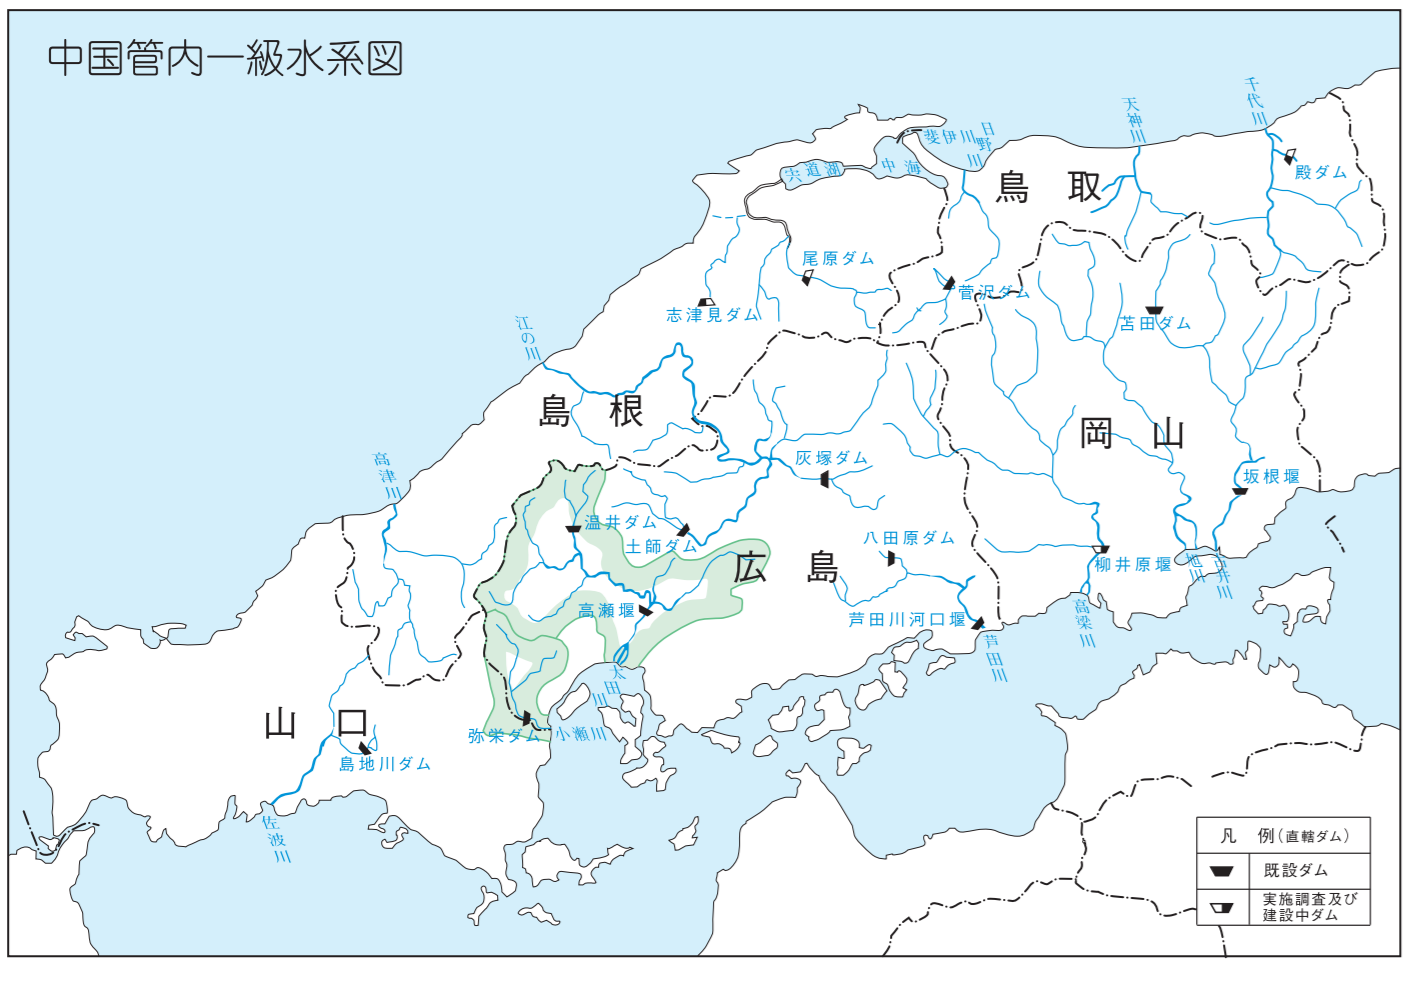 中国管内一級水系図
千代川
天神川
日野川
斐伊川
殿ダム
宍道湖
中海
鳥取
尾原ダム
菅沢ダム
志津見ダム
苫田ダム
江の川
島根
岡山
高津川
灰塚ダム
坂根堰
温井ダム
土師ダム
八田原ダム
広島
柳井原堰
旭川
吉井川
高瀬堰
芦田川河口堰
高梁川
芦田川
太田川
山口
弥栄ダム
小瀬川
島地川ダム
佐波川
凡例(直轄ダム)
既設ダム
実施調査及び
建設中ダム